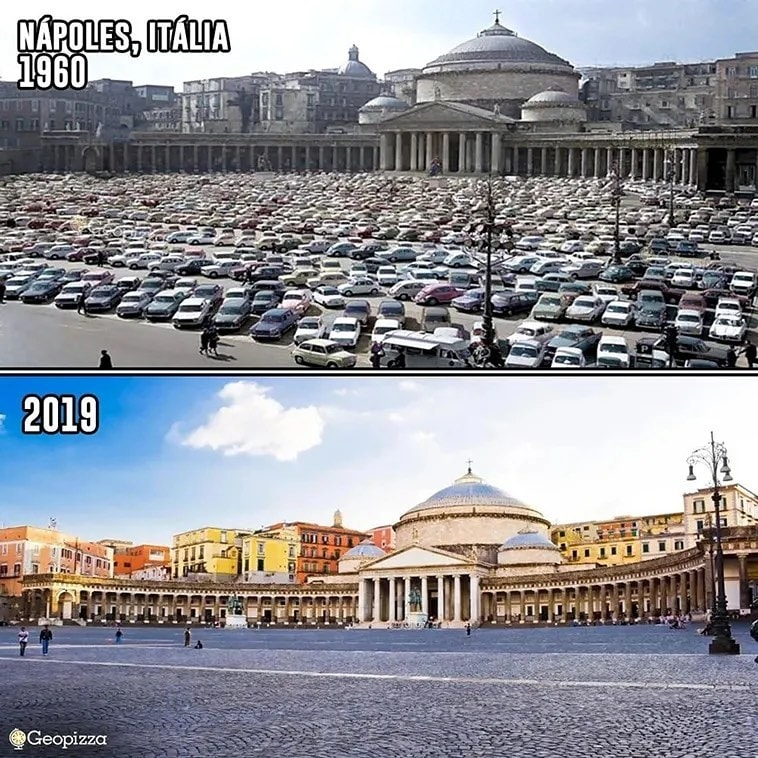 NÁPOLES, ITÁLIA
1960
2019
Geopizza